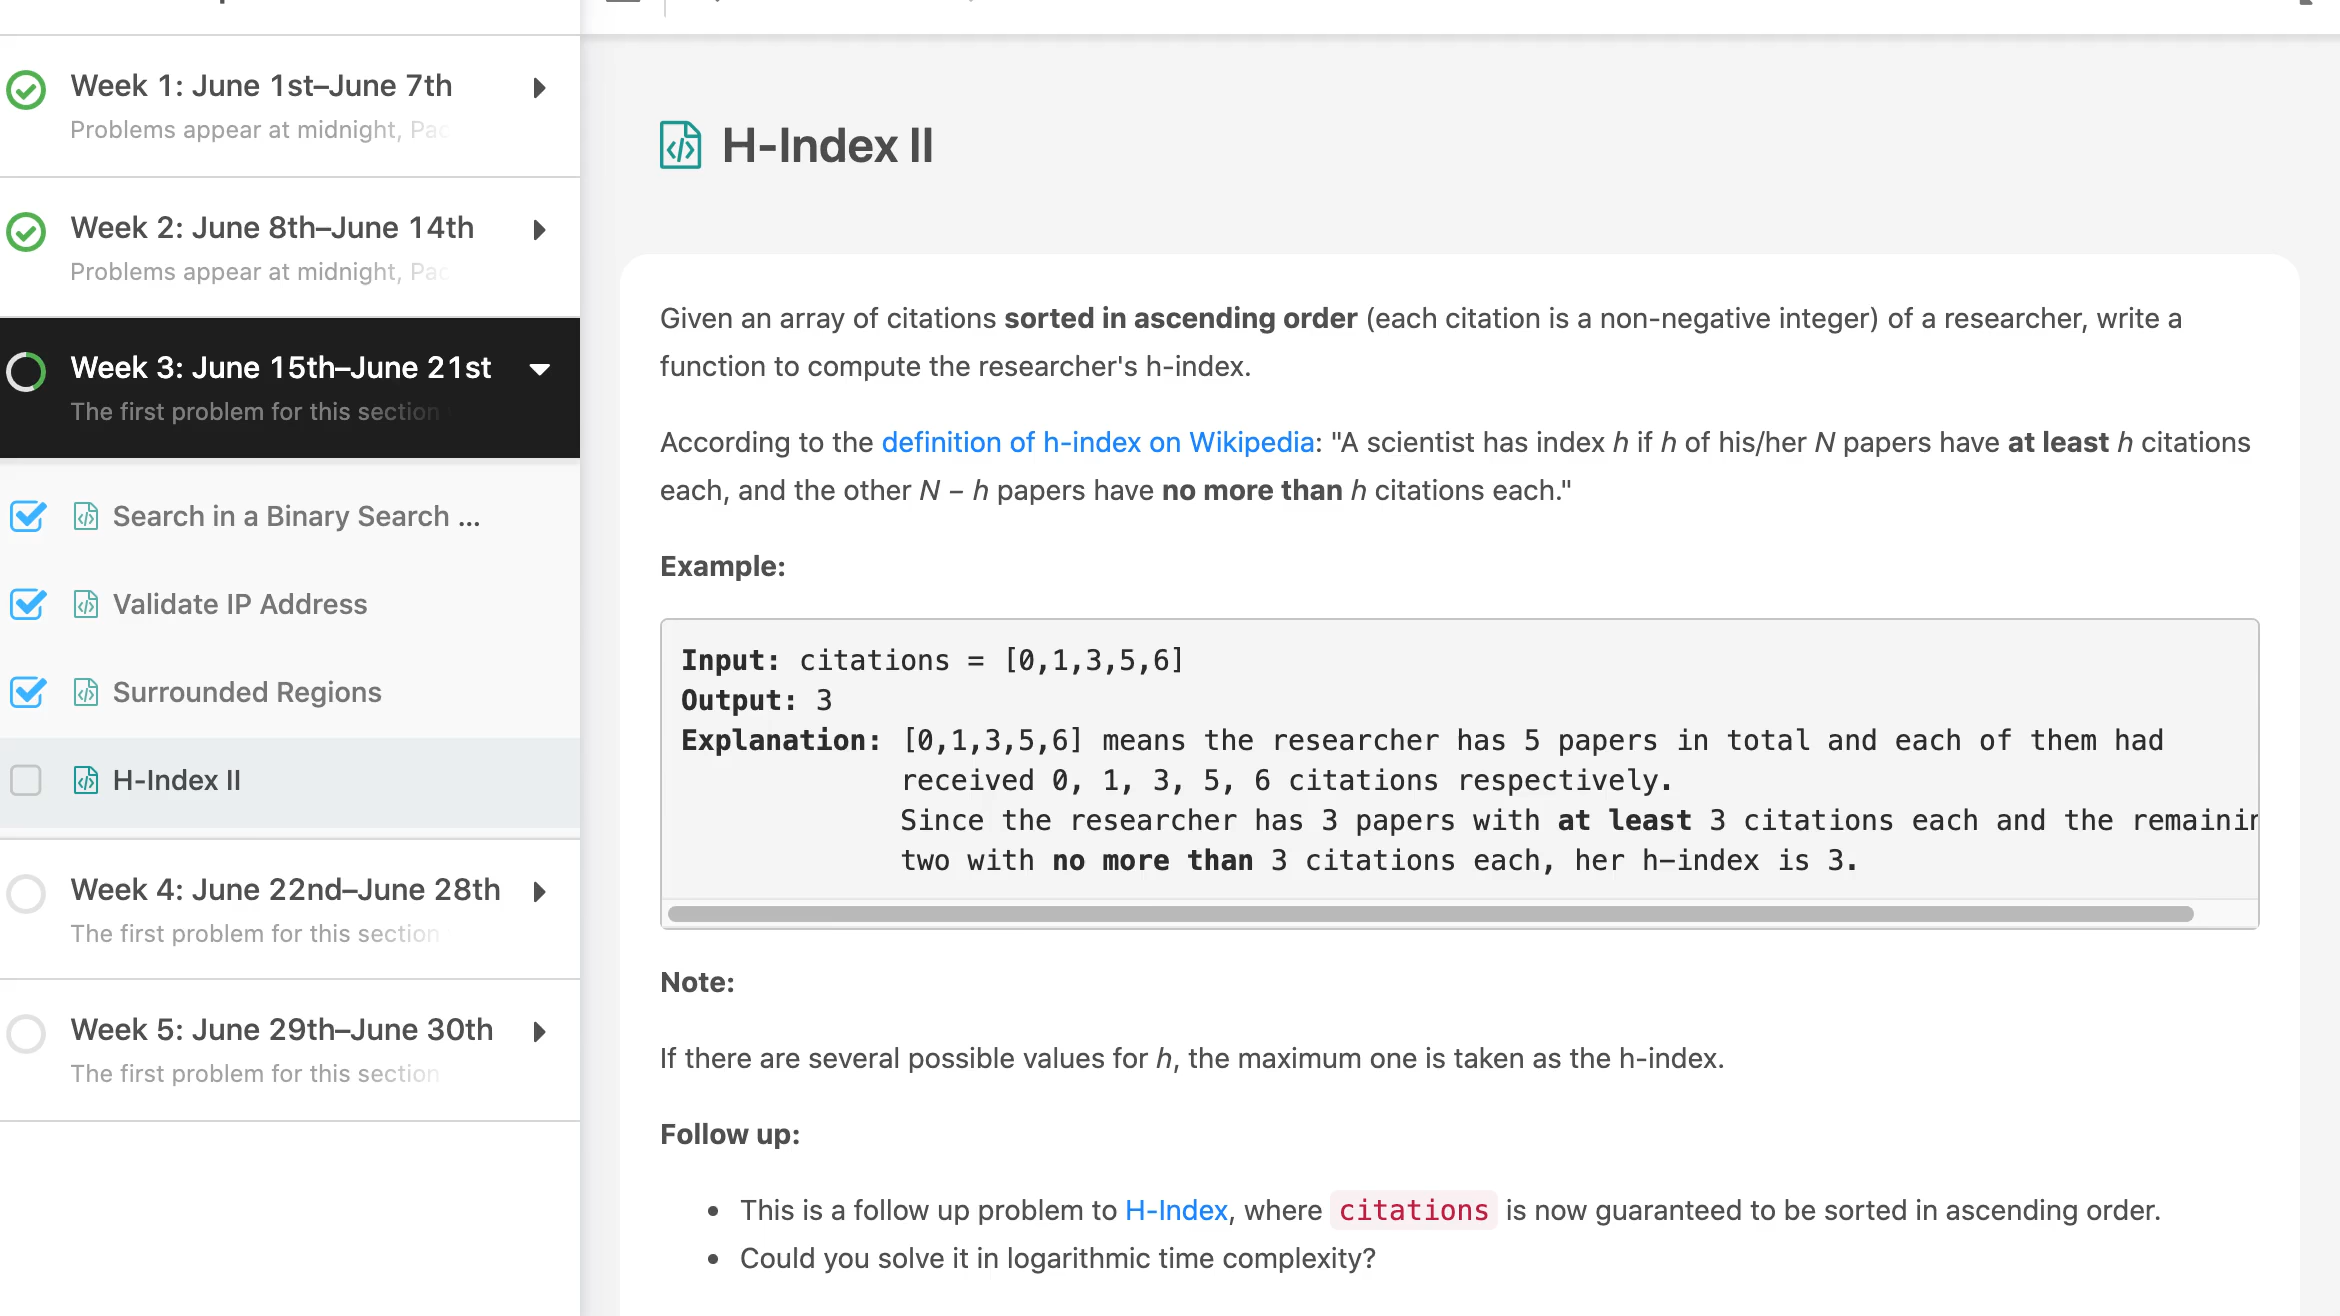 Week 1: June 1st–June 7th
Problems appear at midnight, Pac
Week 2: June 8th–June 14th
Problems appear at midnight, Pac
Week 3: June 15th–June 21st
The first problem for this section
Search in a Binary Search ...
Validate IP Address
Surrounded Regions
H-Index II
Week 4: June 22nd–June 28th
The first problem for this section
Week 5: June 29th–June 30th
The first problem for this section
H-Index II
Given an array of citations sorted in ascending order (each citation is a non-negative integer) of a researcher, write a
function to compute the researcher's h-index.
According to the definition of h-index on Wikipedia: "A scientist has index h if h of his/her N papers have at least h citations
each, and the other N − h papers have no more than h citations each."
Example:
Input: citations = [0,1,3,5,6]
Output: 3
Explanation: [0,1,3,5,6] means the researcher has 5 papers in total and each of them had
received 0, 1, 3, 5, 6 citations respectively.
Since the researcher has 3 papers with at least 3 citations each and the remainin
two with no more than 3 citations each, her h-index is 3.
Note:
If there are several possible values for h, the maximum one is taken as the h-index.
Follow up:
• This is a follow up problem to H-Index, where citations is now guaranteed to be sorted in ascending order.
• Could you solve it in logarithmic time complexity?